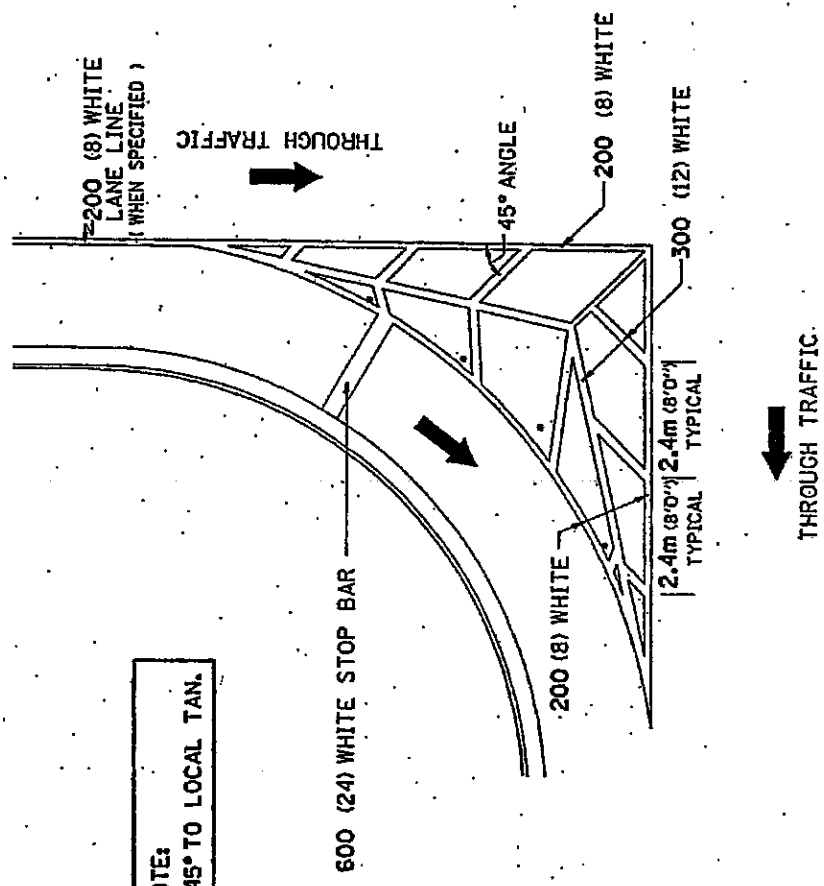 200 (8) WHITE
LANE LINE
(WHEN SPECIFIED )
THROUGH TRAFFIC
200 (8) WHITE
45° ANGLE
300 (12) WHITE
2.4m (8'0")
TYPICAL
2.4m (8'0")
TYPICAL
THROUGH TRAFFIC
200 (8) WHITE
600 (24) WHITE STOP BAR
OTE:
45° TO LOCAL TAN.